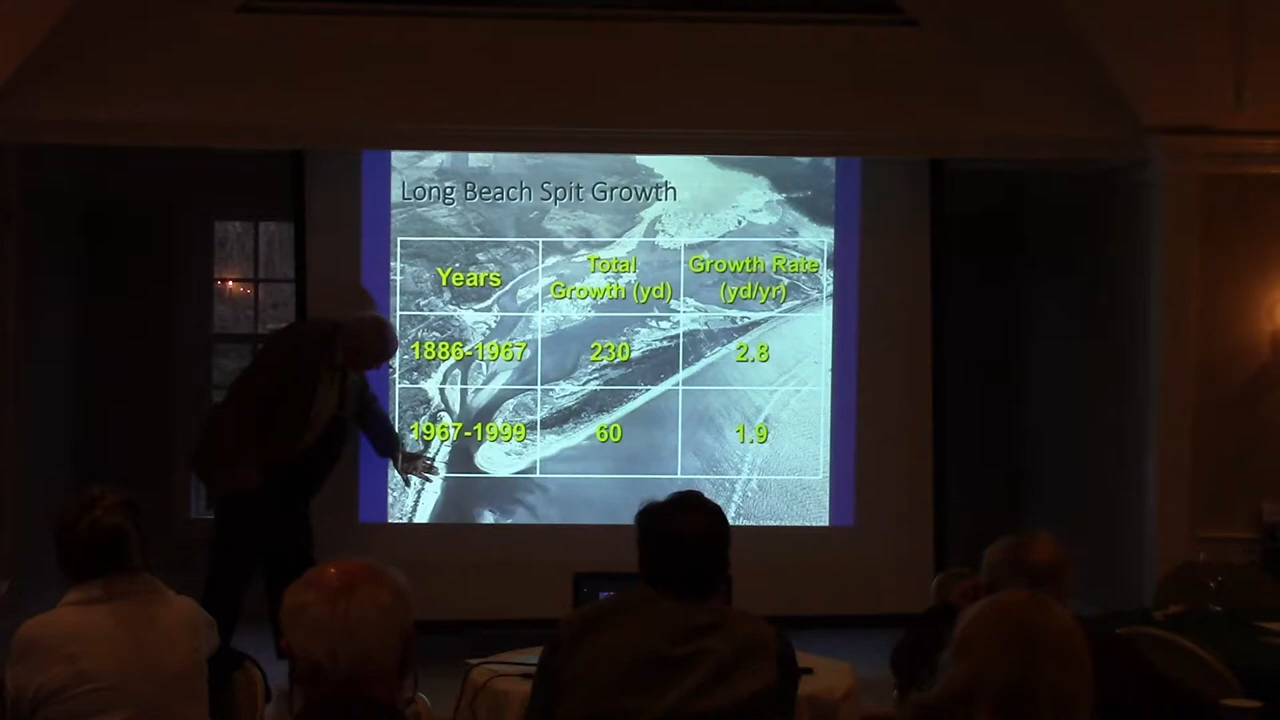 Long Beach Spit Growth
Years
Total
Growth (yd)
Growth Rate
(yd/yr)
1886-1967
230
2.8
1967-1999
60
1.9